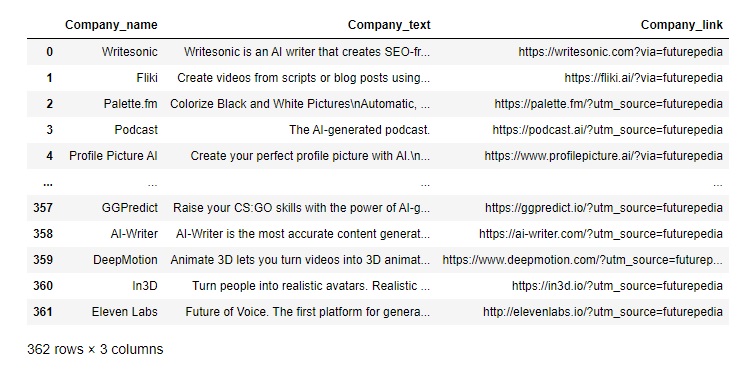 Company_name Company_text Company_link
0 Writesonic Writesonic is an AI writer that creates SEO-fr... https://writesonic.com?via=futurepedia
1 Fliki Create videos from scripts or blog posts using... https://fliki.ai/?via=futurepedia
2 Palette.fm Colorize Black and White Pictures\nAutomatic, ... https://palette.fm/?utm_source=futurepedia
3 Podcast The AI-generated podcast. https://podcast.ai/?utm_source=futurepedia
4 Profile Picture AI Create your perfect profile picture with AI.\n... https://www.profilepicture.ai/?via=futurepedia
... ... ... ...
357 GGPredict Raise your CS:GO skills with the power of AI-g... https://ggpredict.io/?utm_source=futurepedia
358 AI-Writer AI-Writer is the most accurate content generat... https://ai-writer.com/?utm_source=futurepedia
359 DeepMotion Animate 3D lets you turn videos into 3D animat... https://www.deepmotion.com/?utm_source=futurep...
360 In3D Turn people into realistic avatars. Realistic ... https://in3d.io/?utm_source=futurepedia
361 Eleven Labs Future of Voice. The first platform for genera... http://elevenlabs.io/?utm_source=futurepedia
362 rows × 3 columns